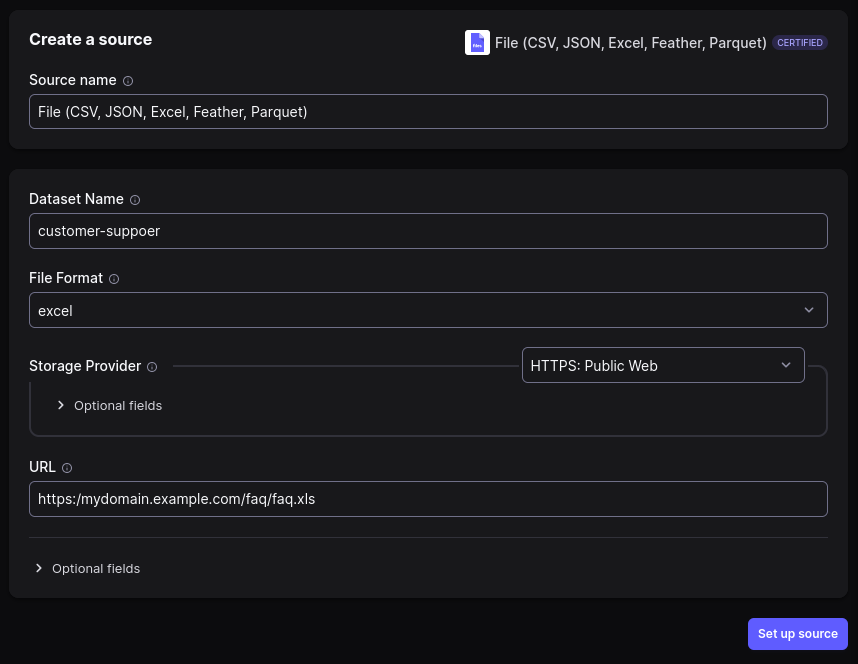 Create a source
File (CSV, JSON, Excel, Feather, Parquet) CERTIFIED
Source name
File (CSV, JSON, Excel, Feather, Parquet)
Dataset Name
customer-suppoer
File Format
excel
Storage Provider
HTTPS: Public Web
Optional fields
URL
https:/mydomain.example.com/faq/faq.xls
Optional fields
Set up source